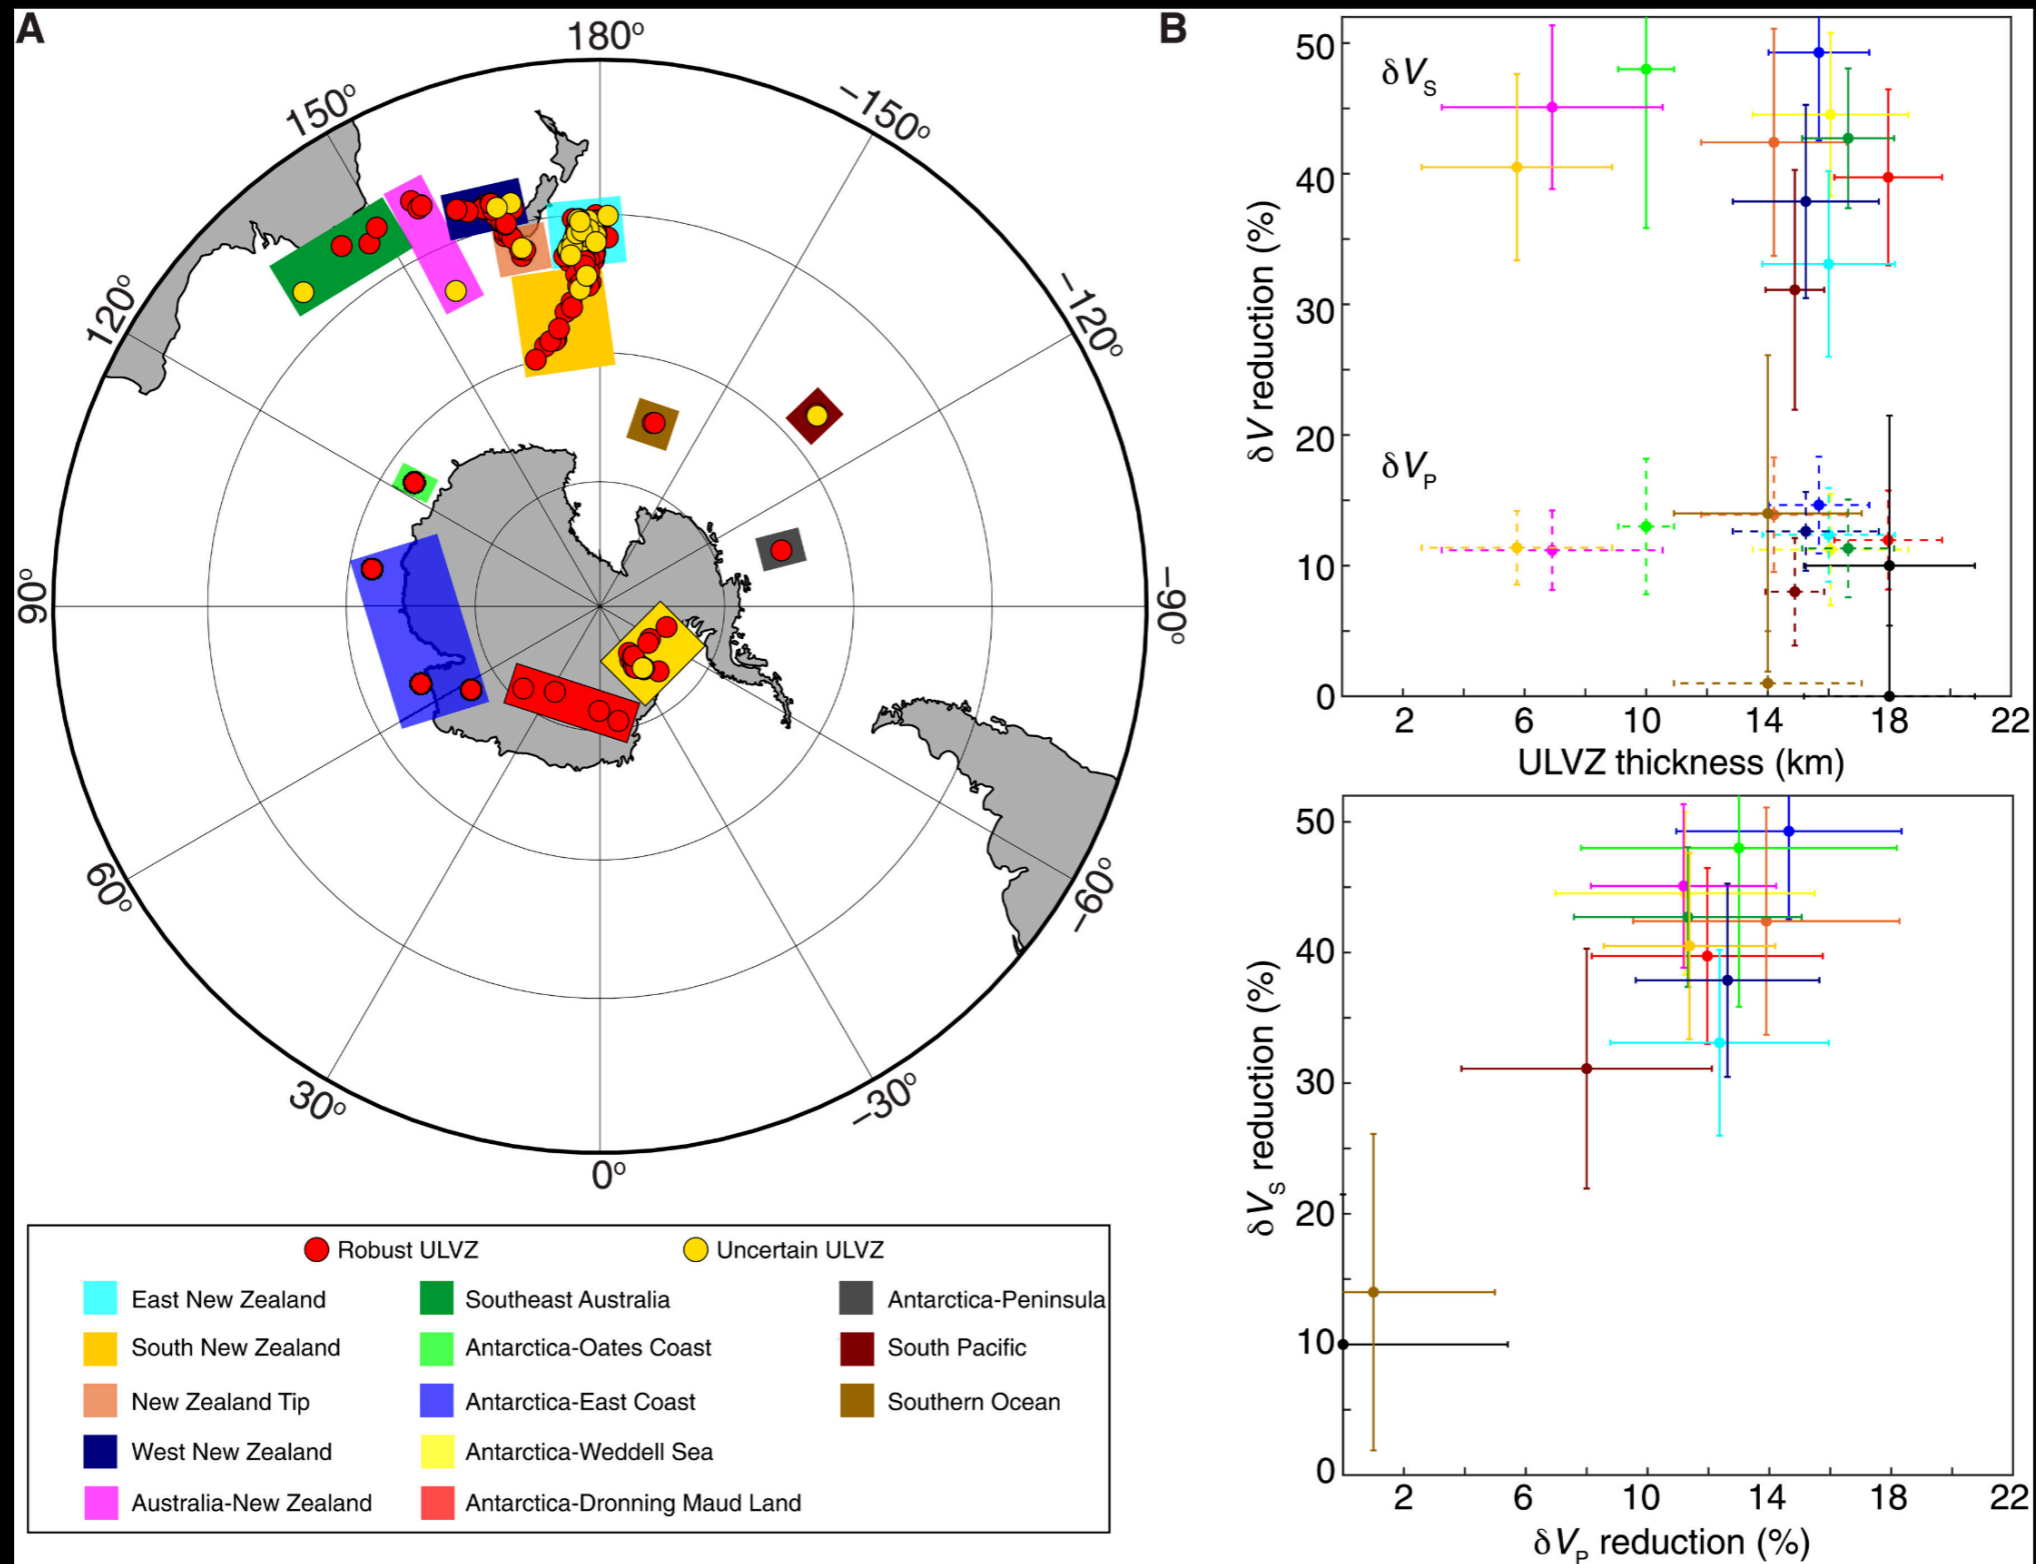 A
180°
150°
−150°
120°
−120°
90°
−90°
60°
−60°
30°
−30°
0°
Robust ULVZ
Uncertain ULVZ
East New Zealand
Southeast Australia
Antarctica-Peninsula
South New Zealand
Antarctica-Oates Coast
South Pacific
New Zealand Tip
Antarctica-East Coast
Southern Ocean
West New Zealand
Antarctica-Weddell Sea
Australia-New Zealand
Antarctica-Dronning Maud Land
B
δVS
δVP
δV reduction (%)
50
40
30
20
10
0
2 6 10 14 18 22
ULVZ thickness (km)
δVS reduction (%)
50
40
30
20
10
0
2 6 10 14 18 22
δVP reduction (%)